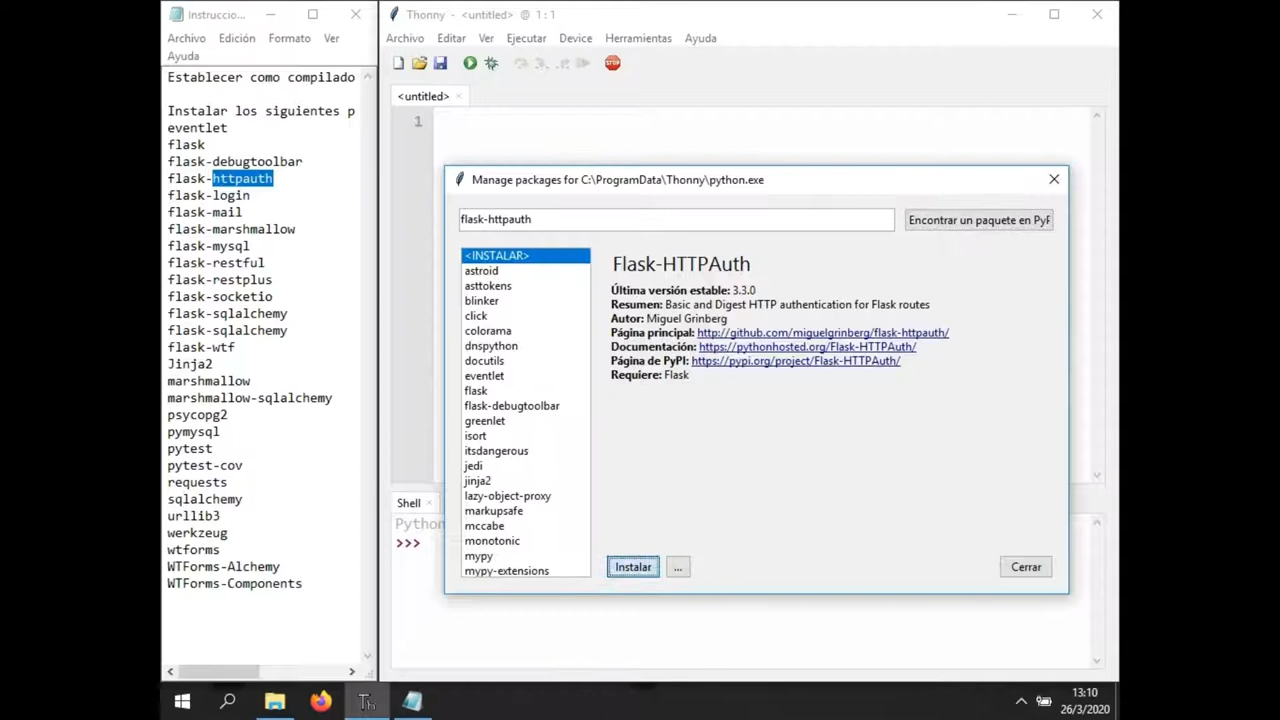 Instruccio...
Archivo Edición Formato Ver
Ayuda
Establecer como compilado
Instalar los siguientes p
eventlet
flask
flask-debugtoolbar
flask-httpauth
flask-login
flask-mail
flask-marshmallow
flask-mysql
flask-restful
flask-restplus
flask-socketio
flask-sqlalchemy
flask-sqlalchemy
flask-wtf
Jinja2
marshmallow
marshmallow-sqlalchemy
psycopg2
pymysql
pytest
pytest-cov
requests
sqlalchemy
urllib3
werkzeug
wtforms
WTForms-Alchemy
WTForms-Components
Thonny - <untitled> @ 1:1
Archivo Editar Ver Ejecutar Device Herramientas Ayuda
STOP
<untitled>
1
Manage packages for C:\ProgramData\Thonny\python.exe
flask-httpauth
Encontrar un paquete en PyP
<INSTALAR>
astroid
asttokens
blinker
click
colorama
dnspython
docutils
eventlet
flask
flask-debugtoolbar
greenlet
isort
itsdangerous
jedi
jinja2
lazy-object-proxy
markupsafe
mccabe
monotonic
mypy
mypy-extensions
Flask-HTTPAuth
Última versión estable: 3.3.0
Resumen: Basic and Digest HTTP authentication for Flask routes
Autor: Miguel Grinberg
Página principal: http://github.com/miguelgrinberg/flask-httpauth/
Documentación: https://pythonhosted.org/Flask-HTTPAuth/
Página de PyPI: https://pypi.org/project/Flask-HTTPAuth/
Requiere: Flask
Instalar ... Cerrar
Shell
Python
>>>
Th
13:10
26/3/2020